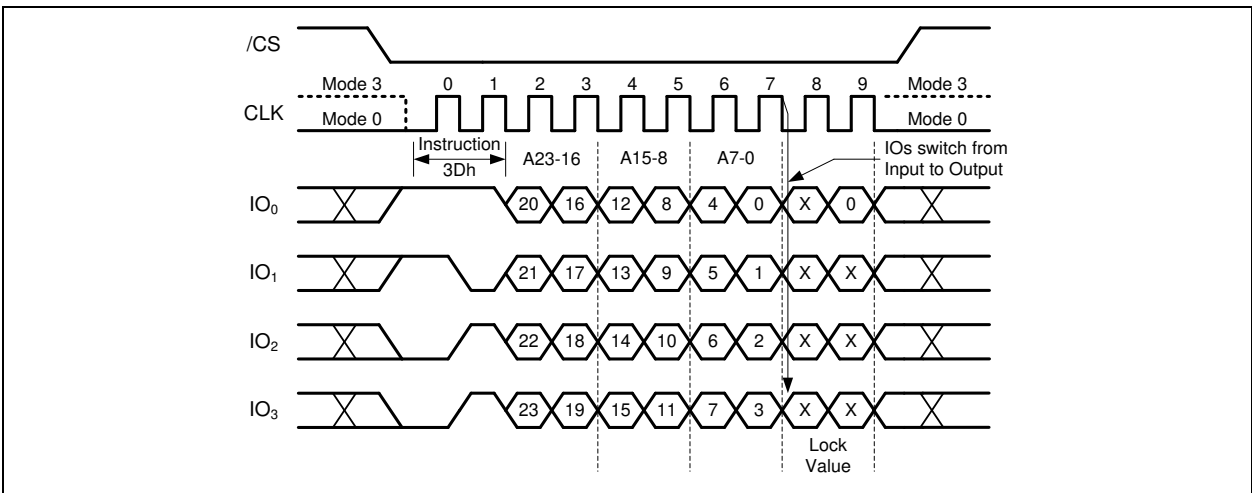 /CS
Mode 3 0 1 2 3 4 5 6 7 8 9 Mode 3
CLK
Mode 0 Mode 0
Instruction
3Dh
A23-16 A15-8 A7-0
IOs switch from
Input to Output
IO₀ 20 16 12 8 4 0 X 0
IO₁ 21 17 13 9 5 1 X X
IO₂ 22 18 14 10 6 2 X X
IO₃ 23 19 15 11 7 3 X X
Lock
Value